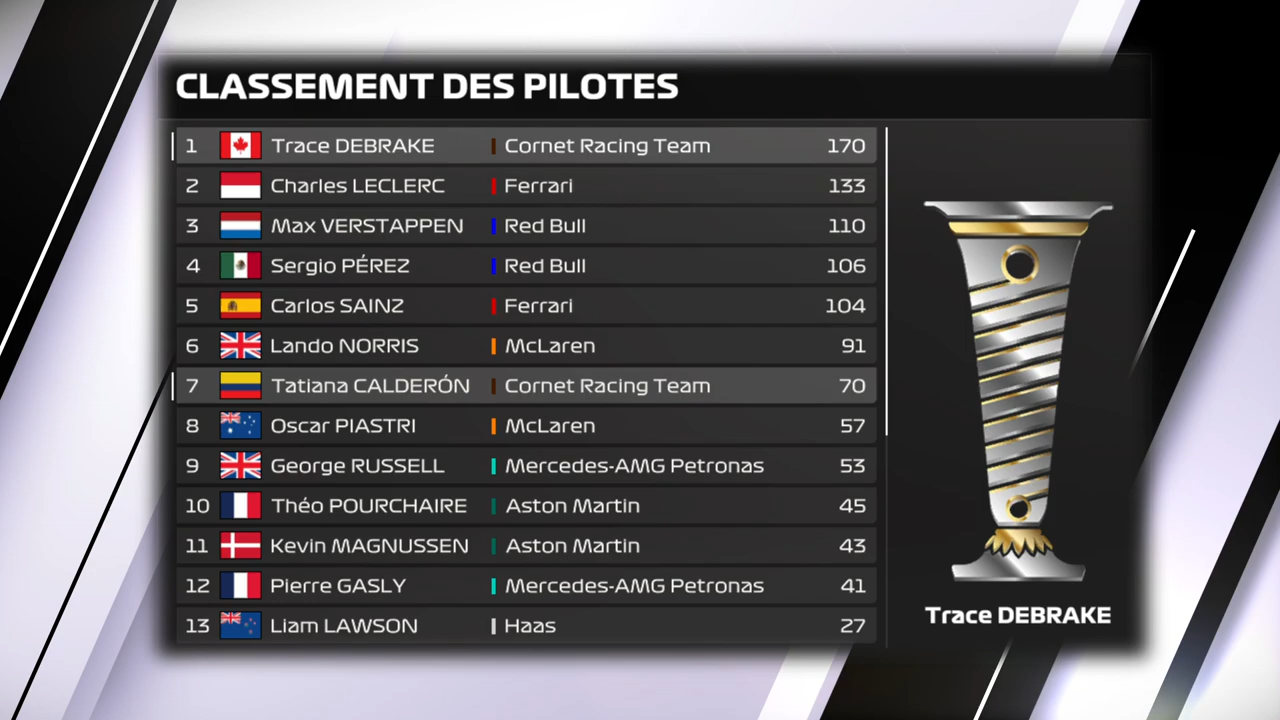 CLASSEMENT DES PILOTES
1 Trace DEBRAKE Cornet Racing Team 170
2 Charles LECLERC Ferrari 133
3 Max VERSTAPPEN Red Bull 110
4 Sergio PÉREZ Red Bull 106
5 Carlos SAINZ Ferrari 104
6 Lando NORRIS McLaren 91
7 Tatiana CALDERÓN Cornet Racing Team 70
8 Oscar PIASTRI McLaren 57
9 George RUSSELL Mercedes-AMG Petronas 53
10 Théo POURCHAIRE Aston Martin 45
11 Kevin MAGNUSSEN Aston Martin 43
12 Pierre GASLY Mercedes-AMG Petronas 41
13 Liam LAWSON Haas 27
Trace DEBRAKE